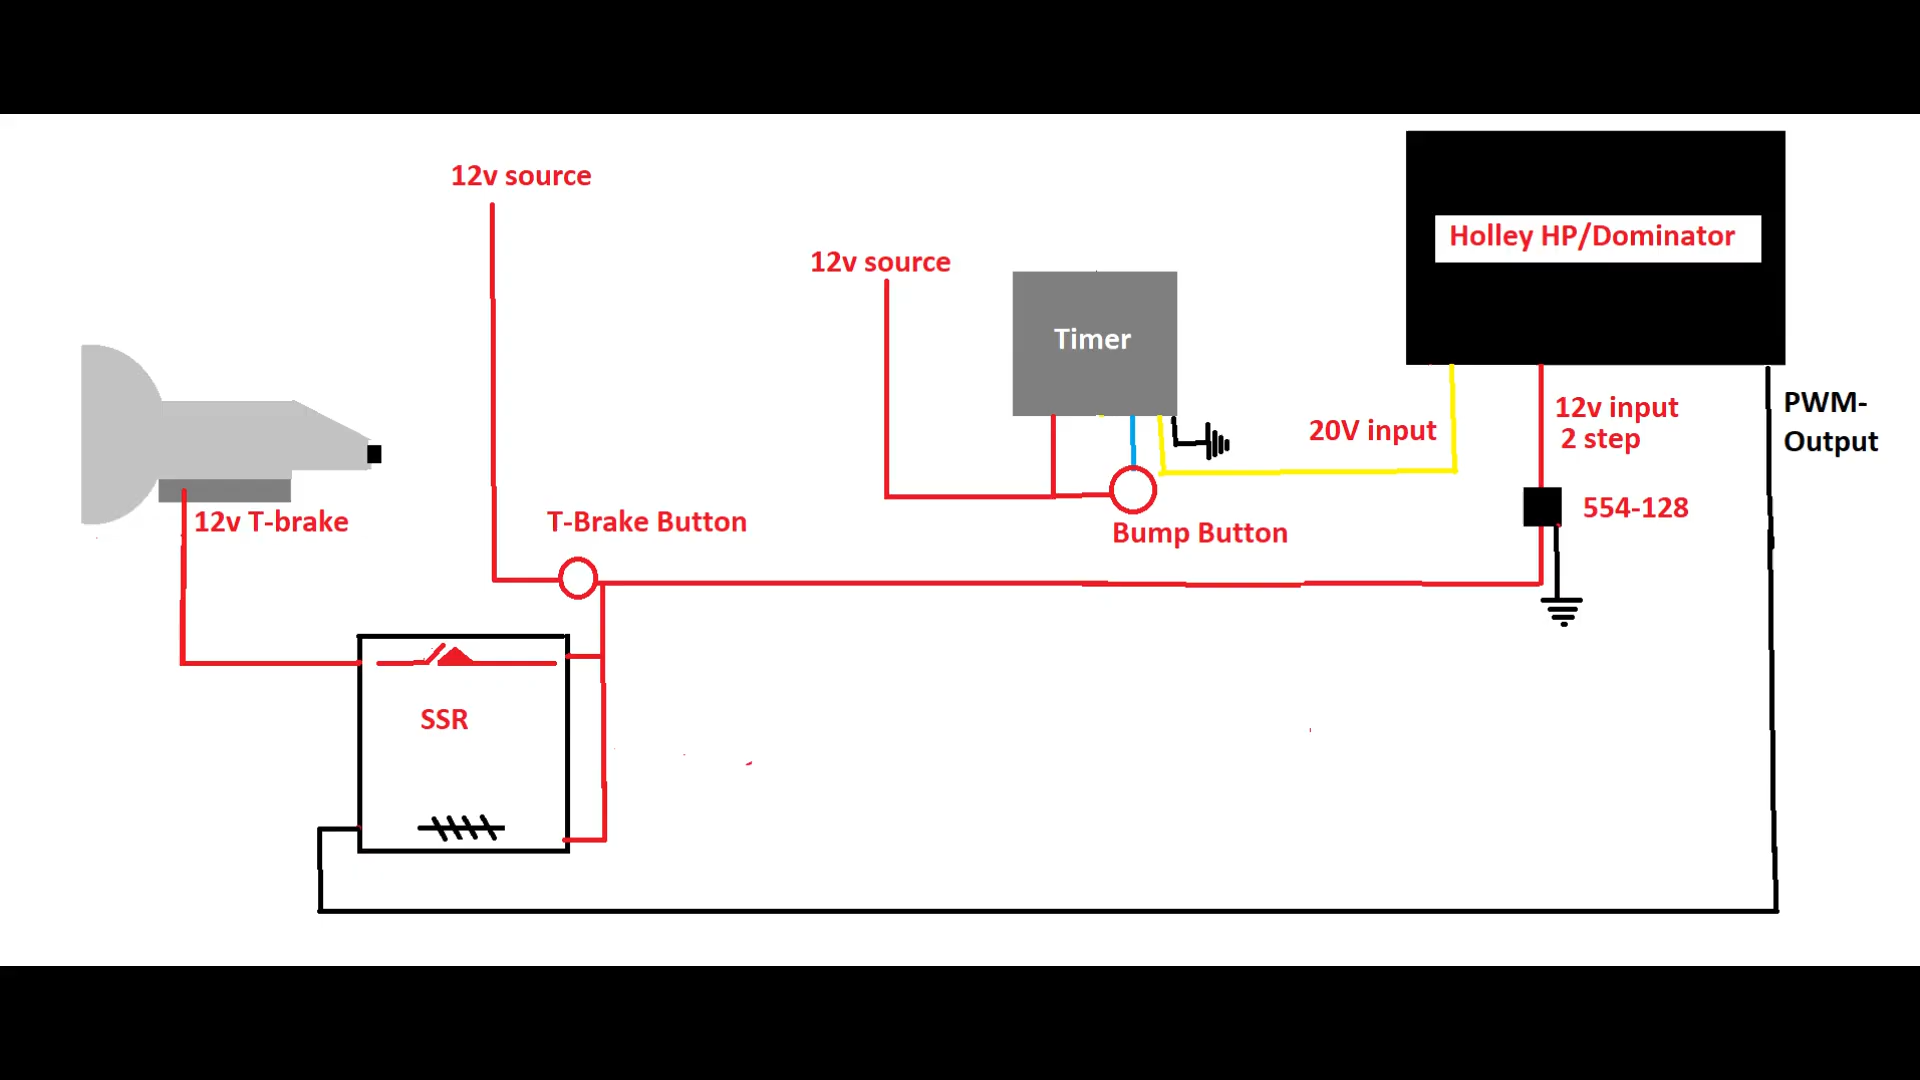 12v source
12v source
Timer
Holley HP/Dominator
12v T-brake
T-Brake Button
Bump Button
20V input
12v input
2 step
554-128
PWM-
Output
SSR